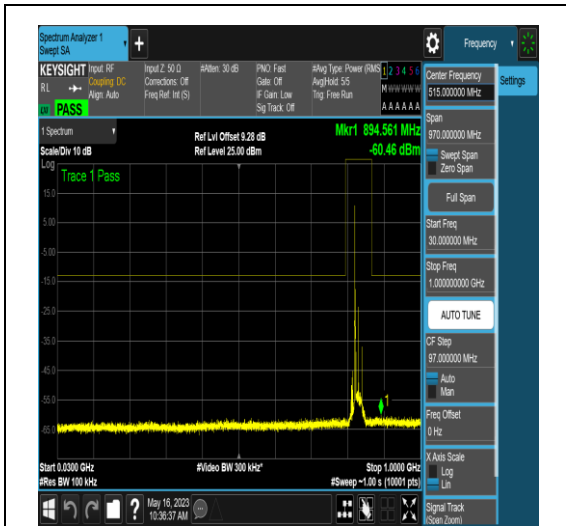 Spectrum Analyzer 1
Swept SA
Frequency
KEYSIGHT
RL
PASS
Input: RF
Coupling: DC
Align: Auto
Input Z: 50 Ω
Corrections: Off
Freq Ref: Int (S)
#Atten: 30 dB
PNO: Fast
Gate: Off
IF Gain: Low
Sig Track: Off
#Avg Type: Power (RMS
Avg|Hold: 5/5
Trig: Free Run
1 2 3 4 5 6
M W W W W W
A A A A A A
1 Spectrum
Scale/Div 10 dB
Ref Lvl Offset 9.28 dB
Ref Level 25.00 dBm
Mkr1 894.561 MHz
-60.46 dBm
Log
Trace 1 Pass
15.0
5.00
-5.00
-15.0
-25.0
-35.0
-45.0
-55.0
-65.0
1
Start 0.0300 GHz
#Res BW 100 kHz
#Video BW 300 kHz*
Stop 1.0000 GHz
#Sweep ~1.00 s (10001 pts)
May 16, 2023
10:36:37 AM
Center Frequency
515.000000 MHz
Settings
Span
970.000000 MHz
Swept Span
Zero Span
Full Span
Start Freq
30.000000 MHz
Stop Freq
1.000000000 GHz
AUTO TUNE
CF Step
97.000000 MHz
Auto
Man
Freq Offset
0 Hz
X Axis Scale
Log
Lin
Signal Track
(Span Zoom)